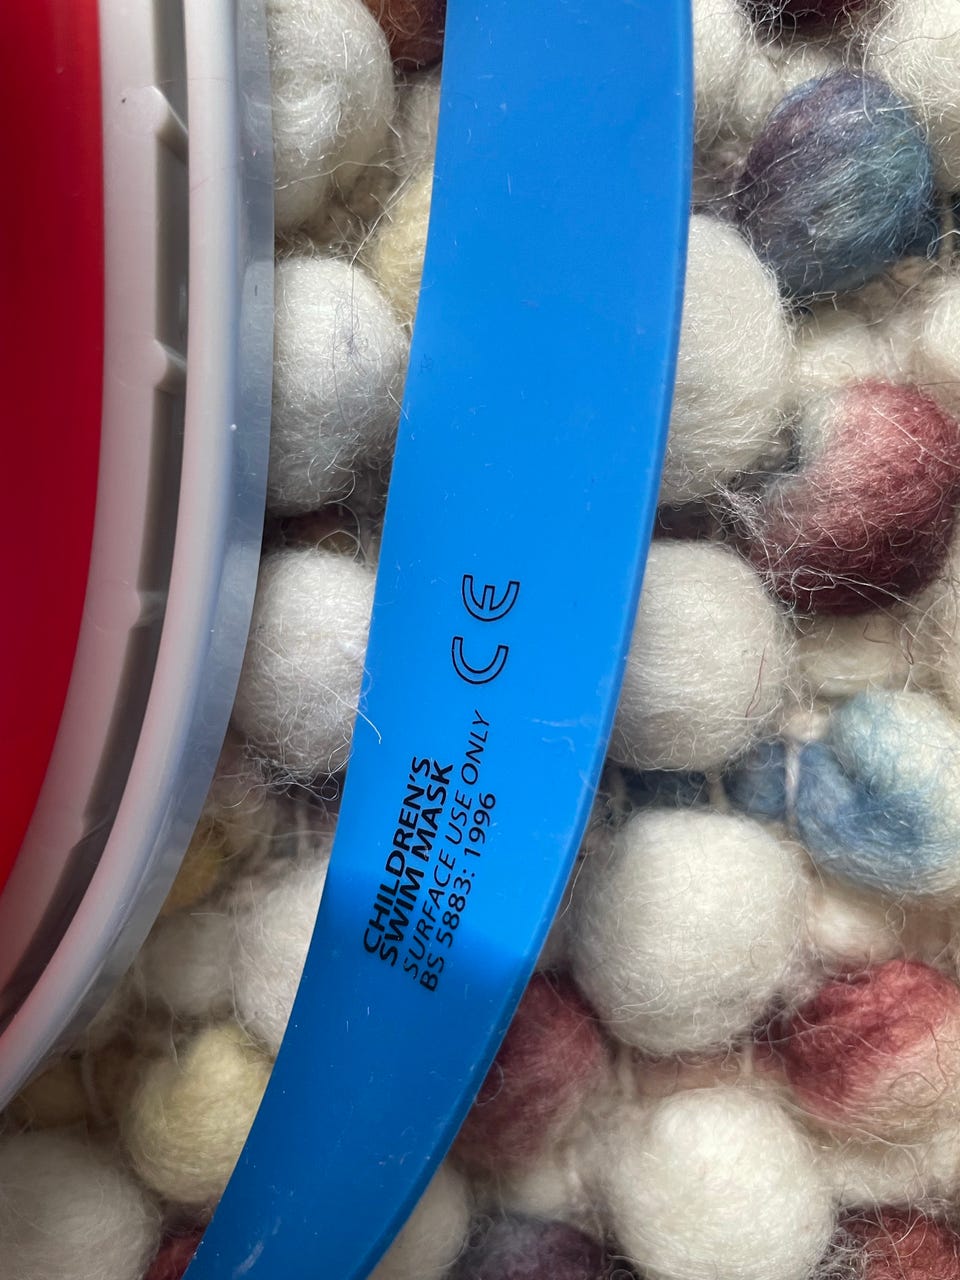 CHILDREN'S
SWIM MASK
SURFACE USE ONLY
BS 5883: 1996
CE